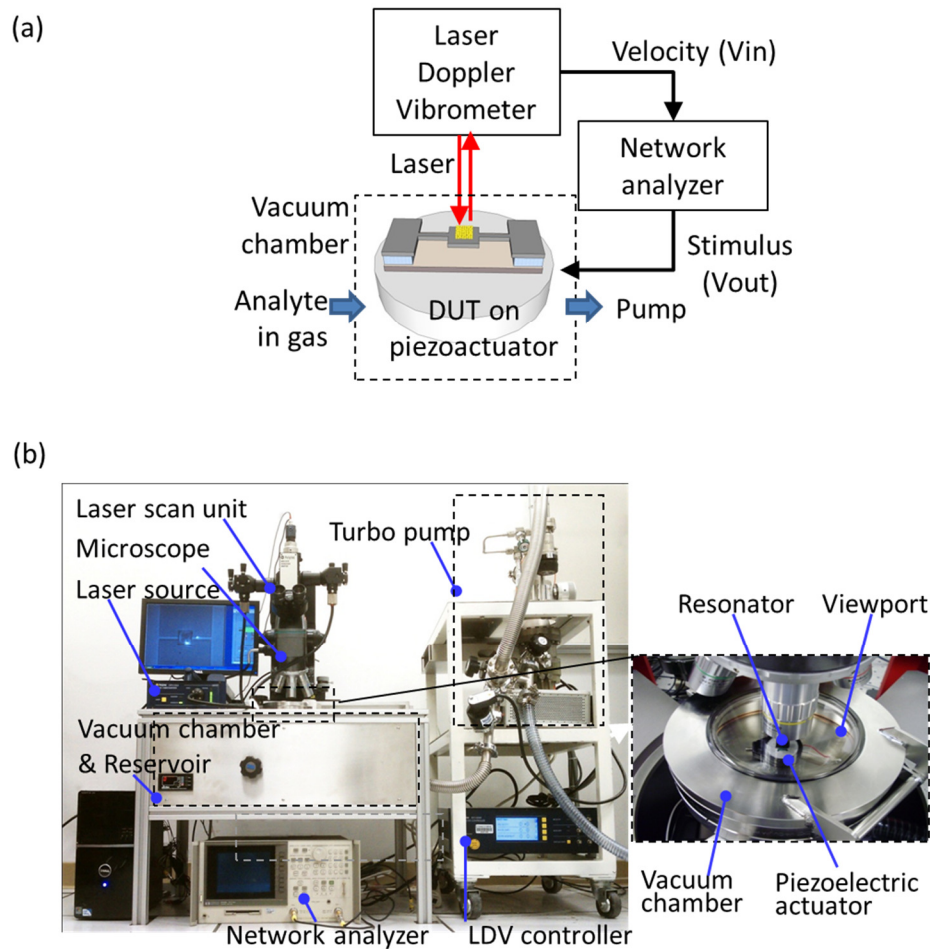 (a)
Laser
Doppler
Vibrometer
Velocity (Vin)
Network
analyzer
Laser
Vacuum
chamber
Stimulus
(Vout)
Analyte
in gas
DUT on
piezoactuator
Pump
(b)
Laser scan unit
Microscope
Laser source
Turbo pump
Resonator
Viewport
Vacuum chamber
& Reservoir
Vacuum
chamber
Piezoelectric
actuator
Network analyzer
LDV controller